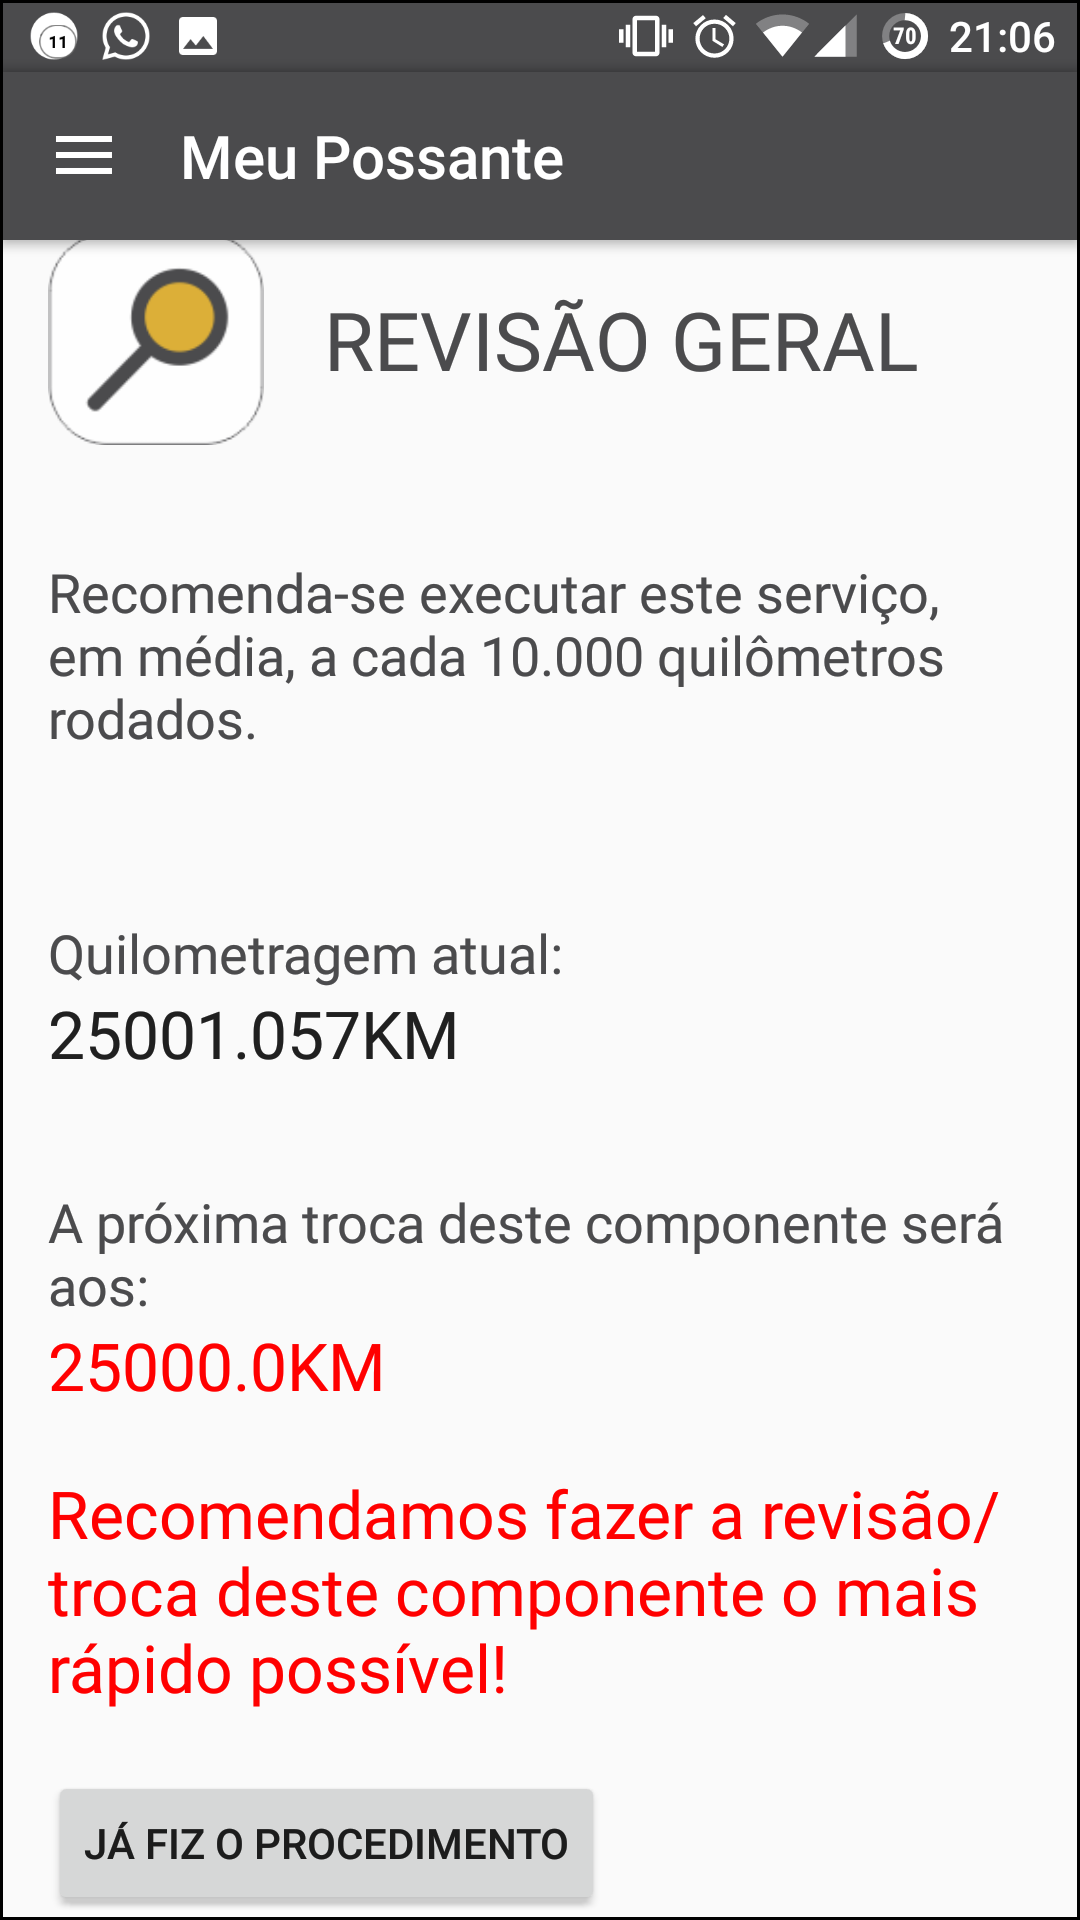 11
70
21:06
Meu Possante
REVISÃO GERAL
Recomenda-se executar este serviço,
em média, a cada 10.000 quilômetros
rodados.
Quilometragem atual:
25001.057KM
A próxima troca deste componente será
aos:
25000.0KM
Recomendamos fazer a revisão/
troca deste componente o mais
rápido possível!
JÁ FIZ O PROCEDIMENTO